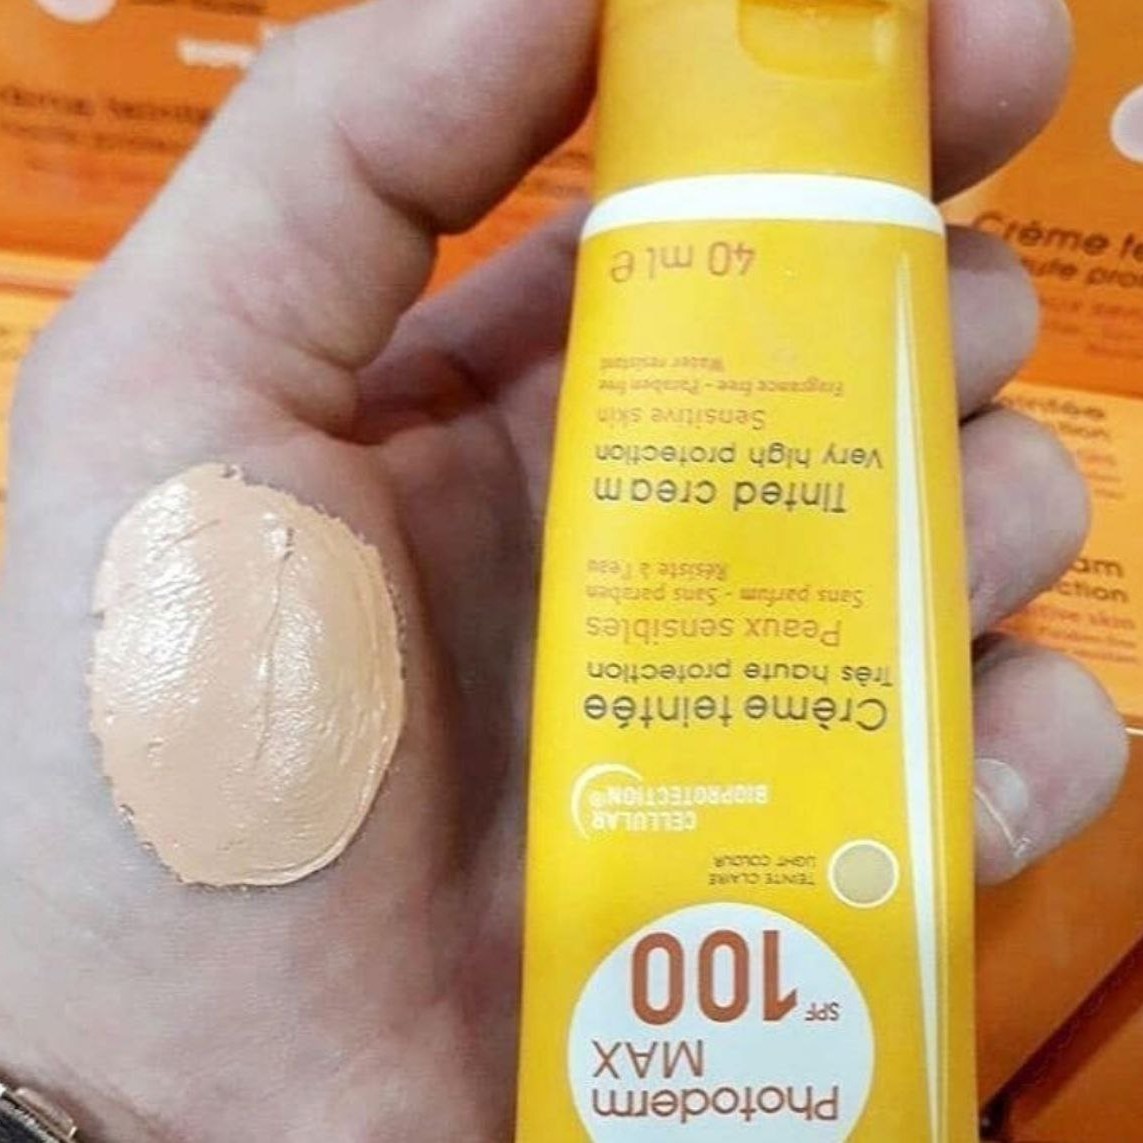 Photoderm
MAX
SPF 100
TEINTE CLAIRE
LIGHT COLOUR
CELLULAR
BIOPROTECTION®
Crème teintée
Très haute protection
Peaux sensibles
Sans parfum - Sans paraben
Résiste à l'eau
Tinted cream
Very high protection
Sensitive skin
Fragrance free - Paraben free
Water resistant
40 ml e
Crème